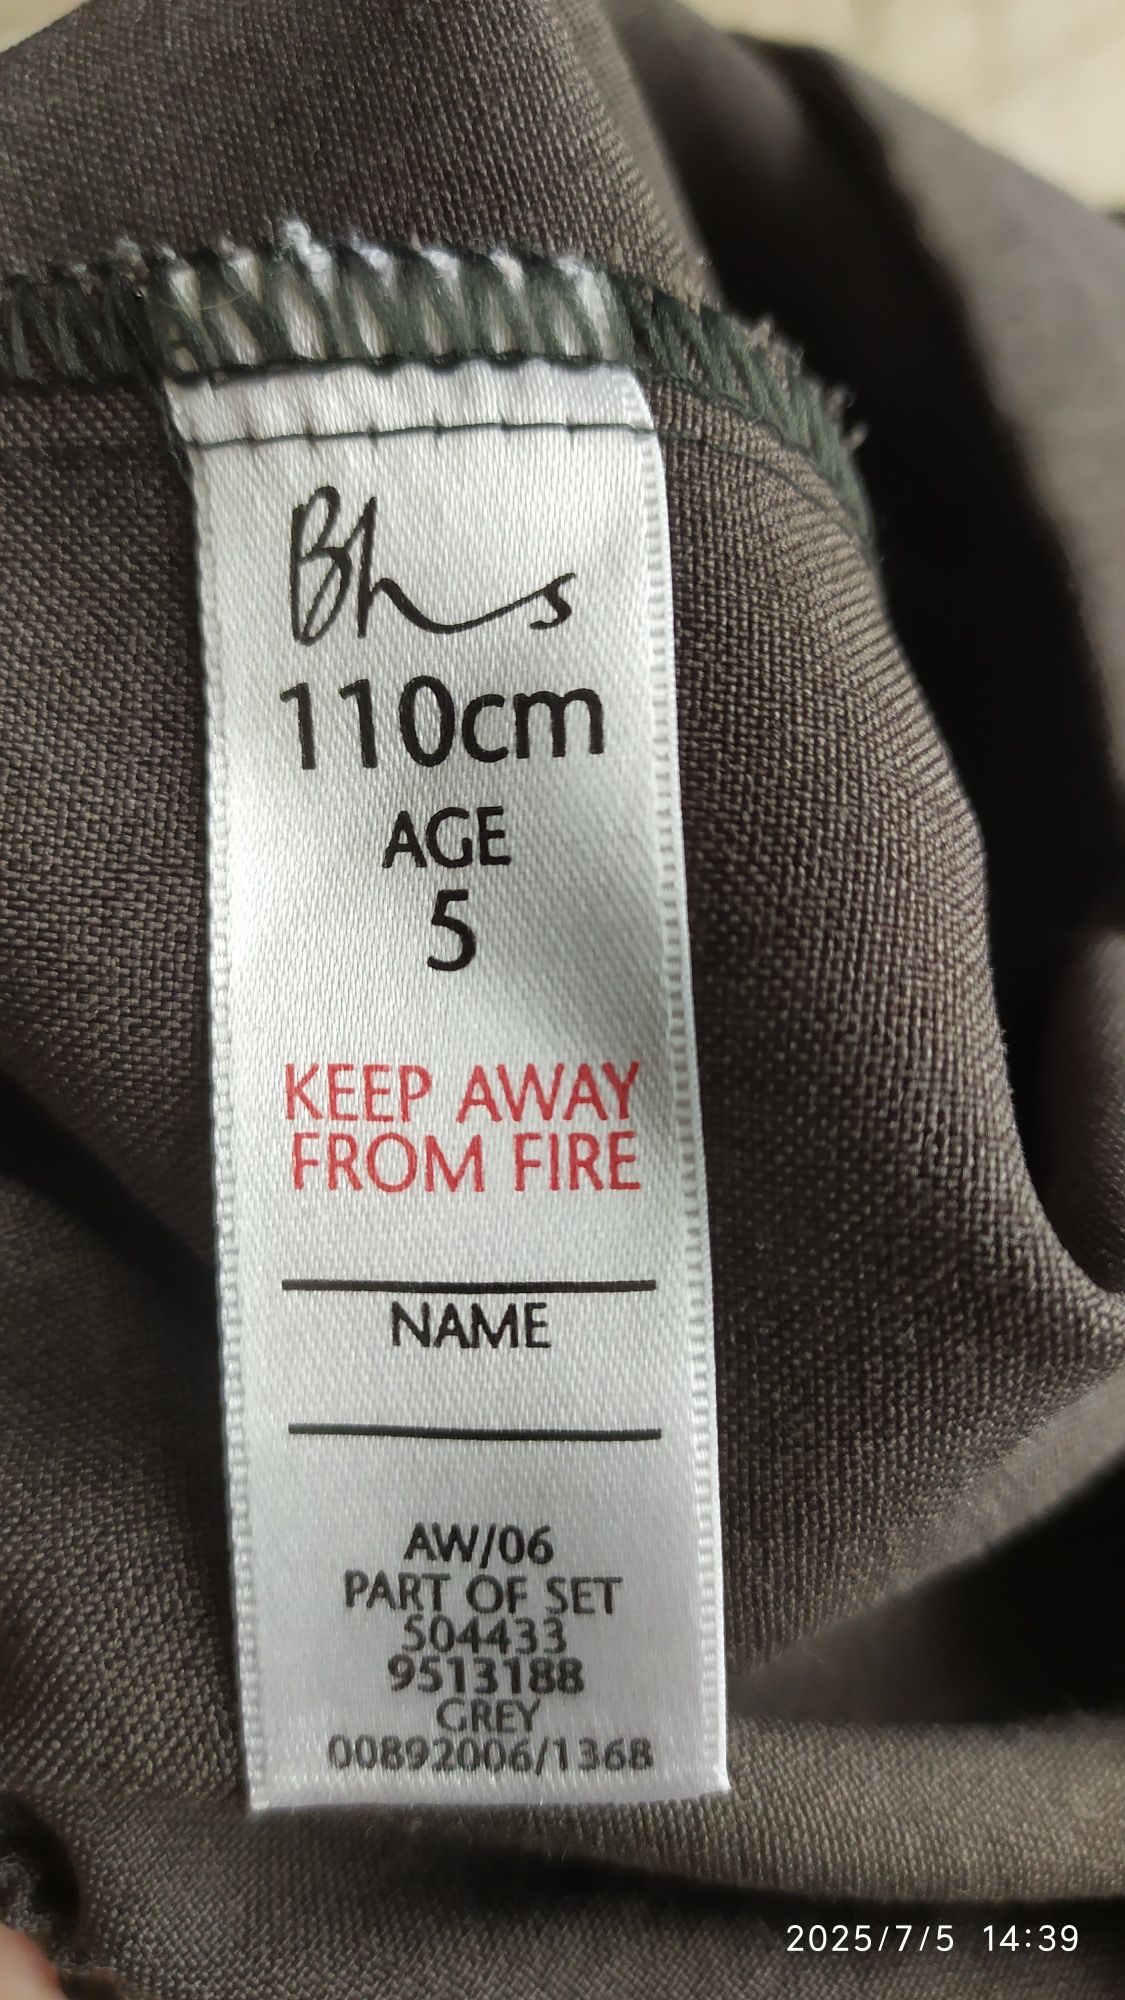 Bhs
110cm
AGE
5
KEEP AWAY
FROM FIRE
NAME
AW/06
PART OF SET
504433
9513188
GREY
00892006/1368
2025/7/5 14:39